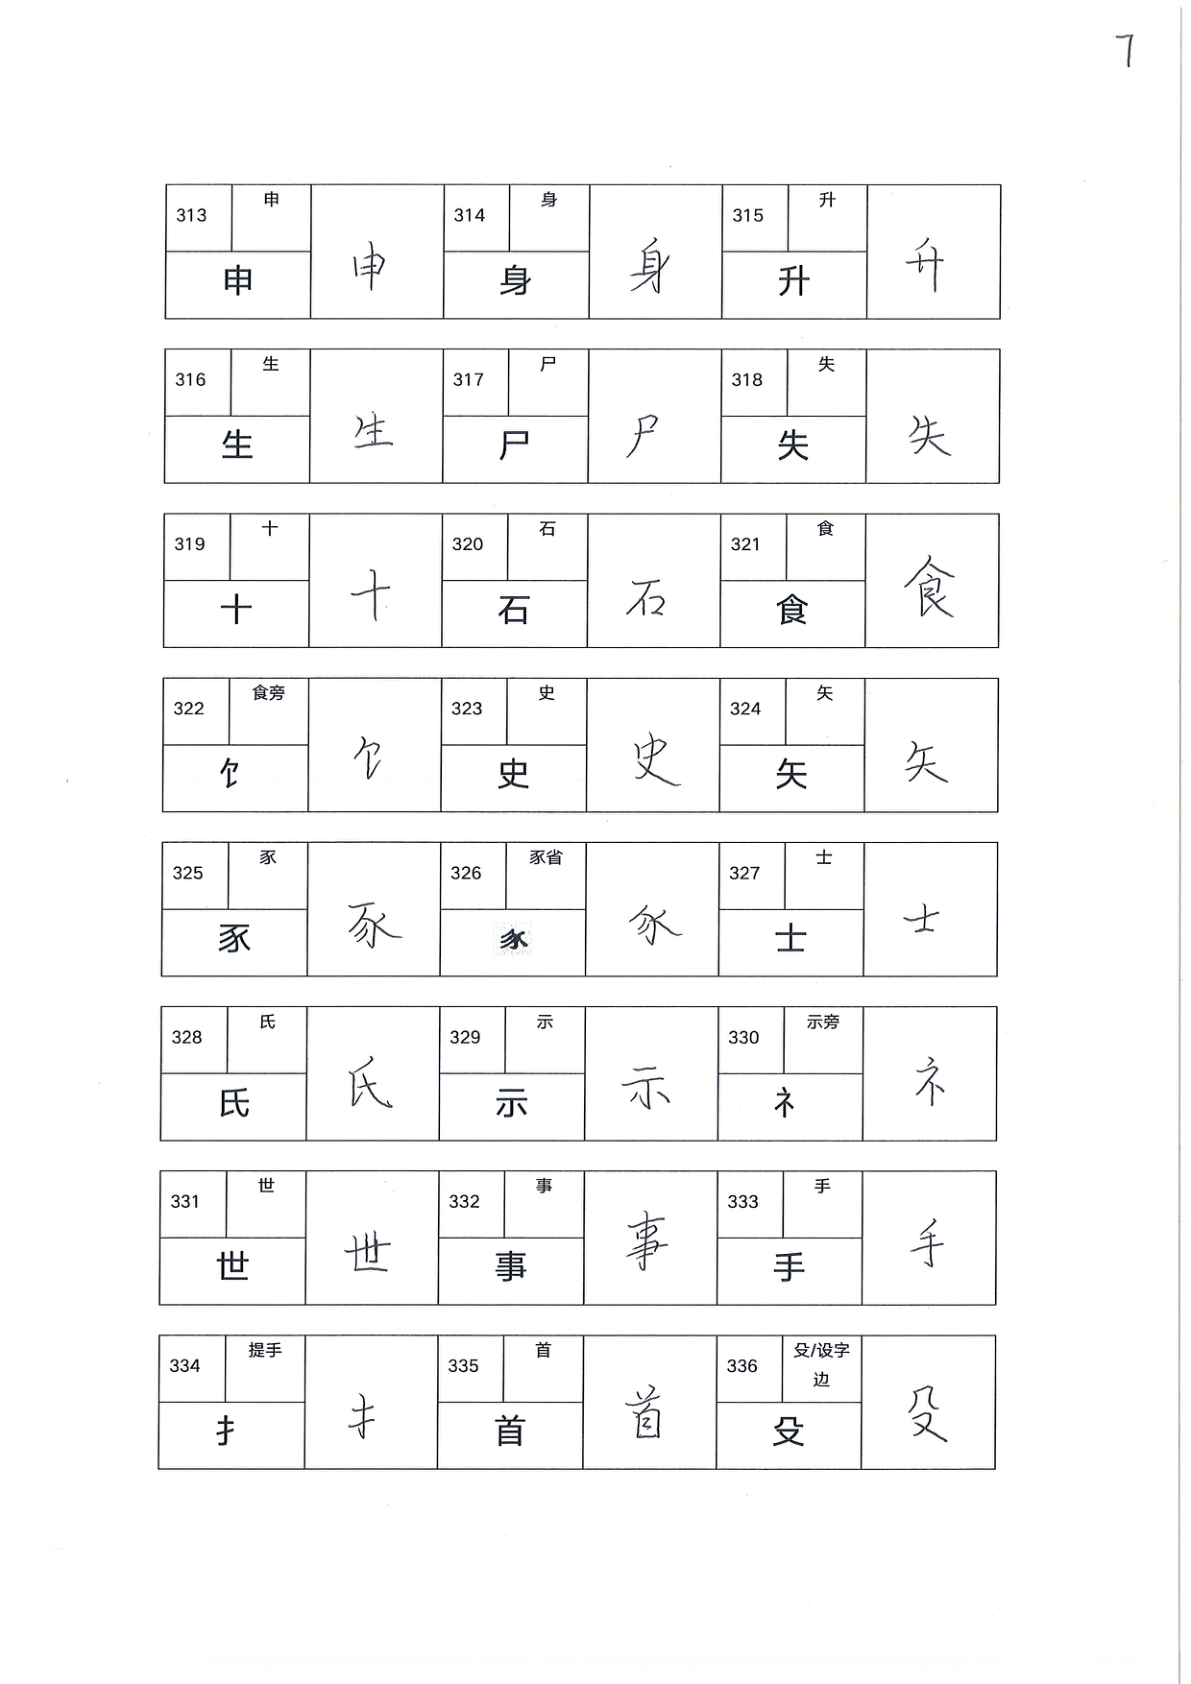 7
313 申 申 申 314 身 身 身 315 升 升 升
316 生 生 生 317 尸 尸 尸 318 失 失 失
319 十 十 十 320 石 石 石 321 食 食 食
322 食旁 饣 饣 323 史 史 史 324 矢 矢 矢
325 豕 豕 豕 326 豕省 327 士 士 士
328 氏 氏 氏 329 示 示 示 330 示旁 礻 礻
331 世 世 世 332 事 事 事 333 手 手 手
334 提手 扌 扌 335 首 首 首 336 殳/设字
边 殳 殳